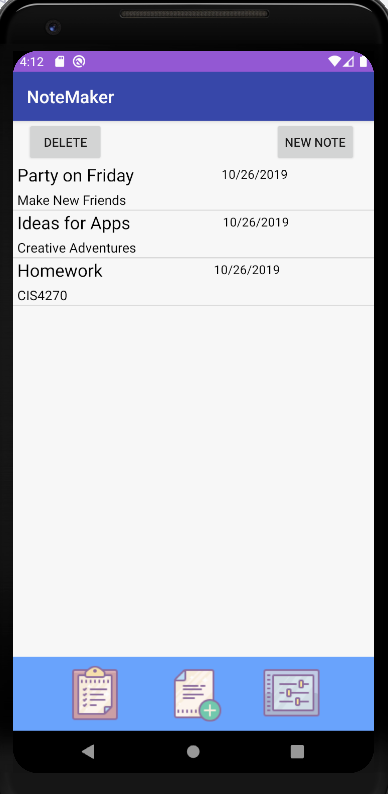 4:12
NoteMaker
DELETE NEW NOTE
Party on Friday 10/26/2019
Make New Friends
Ideas for Apps 10/26/2019
Creative Adventures
Homework 10/26/2019
CIS4270